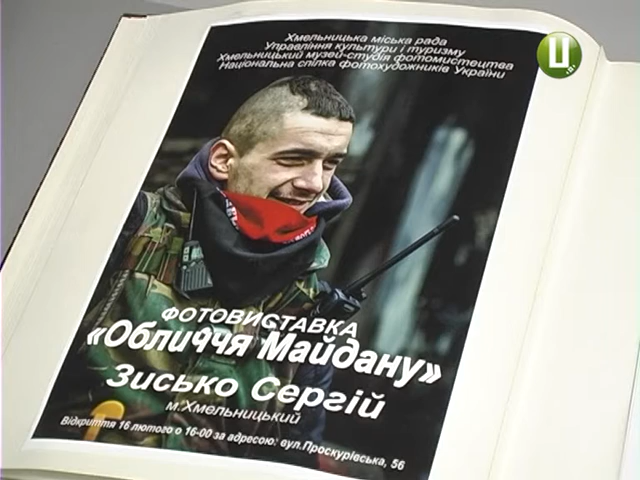 Хмельницька міська рада
Управління культури і туризму
Хмельницький музей-студія фотомистецтва
Національна спілка фотохудожників України
Ц
ФОТОВИСТАВКА
«Обличчя Майдану»
Зисько Сергій
м.Хмельницький
Відкриття 16 лютого о 16-00 за адресою: вул.Проскурівська, 56